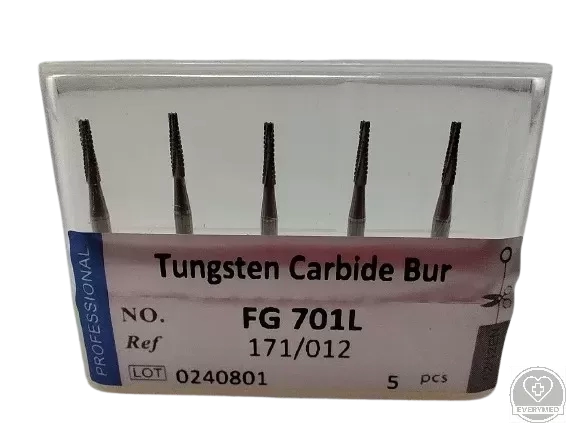 Tungsten Carbide Bur
PROFESSIONAL
NO. FG 701L
Ref 171/012
LOT 0240801 5 pcs
EVERYMED